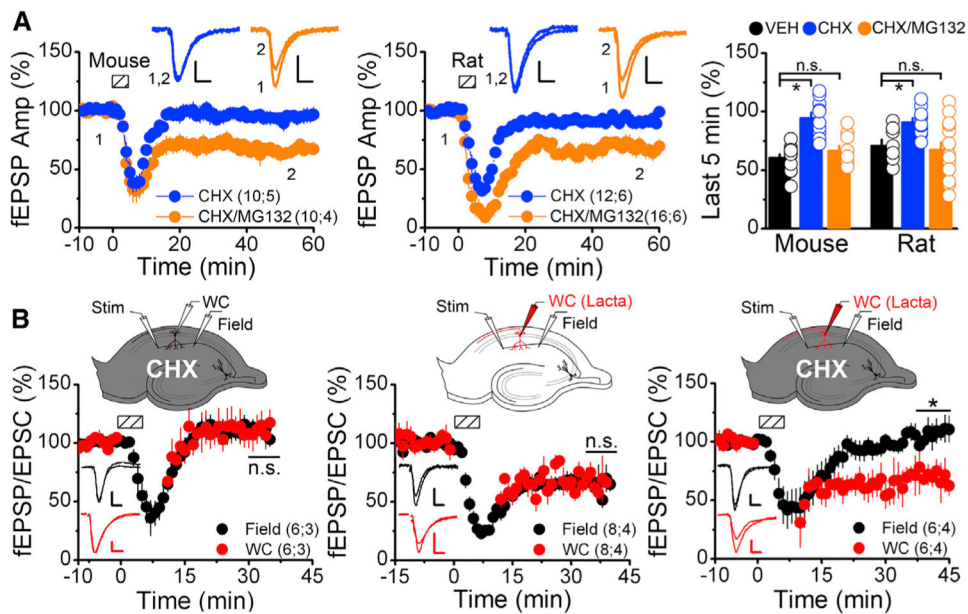 A
fEPSP Amp (%)
150
100
50
0
Mouse
1,2
2
1
1
2
CHX (10;5)
CHX/MG132 (10;4)
-10 0 20 40 60
Time (min)
fEPSP Amp (%)
150
100
50
0
Rat
1,2
2
1
1
2
CHX (12;6)
CHX/MG132(16;6)
-10 0 20 40 60
Time (min)
VEH CHX CHX/MG132
Last 5 min (%)
150
100
50
0
n.s.
*
n.s.
*
Mouse Rat
B
Stim
WC
Field
CHX
fEPSP/EPSC (%)
150
100
50
0
n.s.
Field (6;3)
WC (6;3)
-10 0 15 30 45
Time (min)
Stim
WC (Lacta)
Field
fEPSP/EPSC (%)
150
100
50
0
n.s.
Field (8;4)
WC (8;4)
-15 0 15 30 45
Time (min)
Stim
WC (Lacta)
Field
CHX
fEPSP/EPSC (%)
150
100
50
0
*
Field (6;4)
WC (6;4)
-10 0 15 30 45
Time (min)